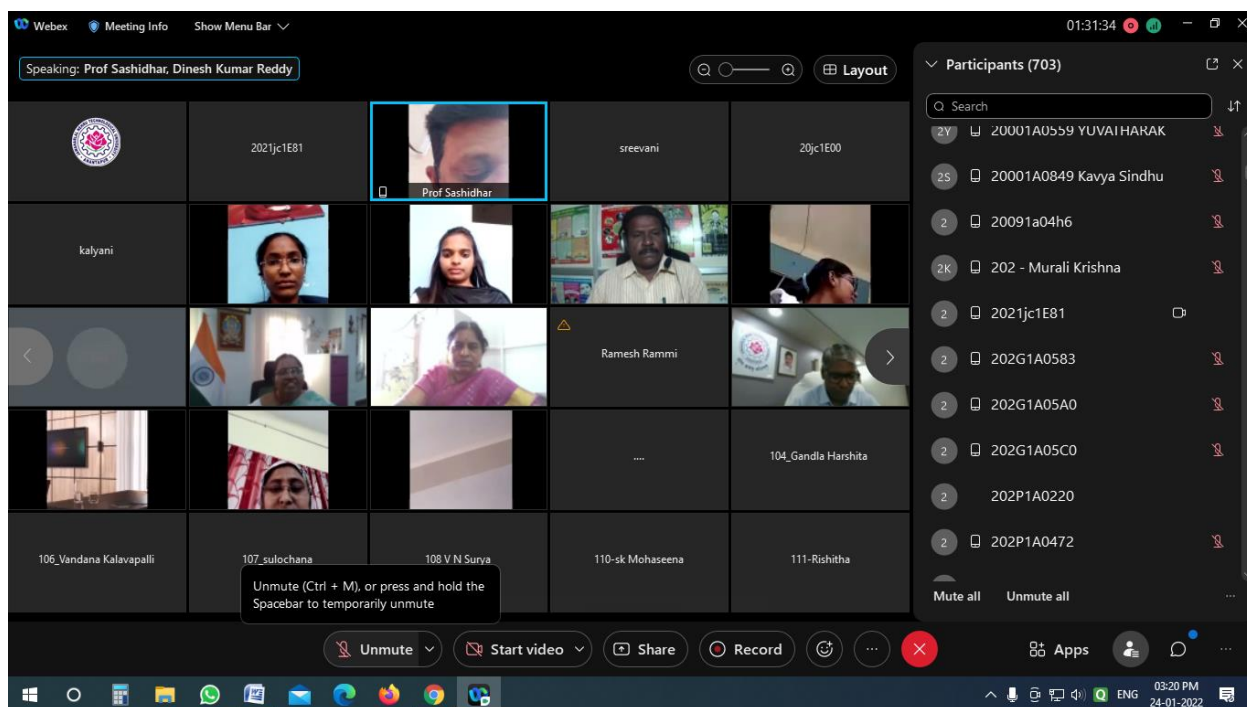 Webex Meeting Info Show Menu Bar 01:31:34
Speaking: Prof Sashidhar, Dinesh Kumar Reddy
Layout
2021jc1E81
Prof Sashidhar
sreevani
20jc1E00
kalyani
Ramesh Rammi
....
104_Gandla Harshita
106_Vandana Kalavapalli
107_sulochana
108 V N Surya
110-sk Mohaseena
111-Rishitha
Unmute (Ctrl + M), or press and hold the
Spacebar to temporarily unmute
Participants (703)
Search
2Y 20001A0559 YUVATHARAK
2S 20001A0849 Kavya Sindhu
2 20091a04h6
2K 202 - Murali Krishna
2 2021jc1E81
2 202G1A0583
2 202G1A05A0
2 202G1A05C0
2 202P1A0220
2 202P1A0472
Mute all Unmute all ...
Unmute Start video Share Record ... Apps ...
ENG 03:20 PM
24-01-2022